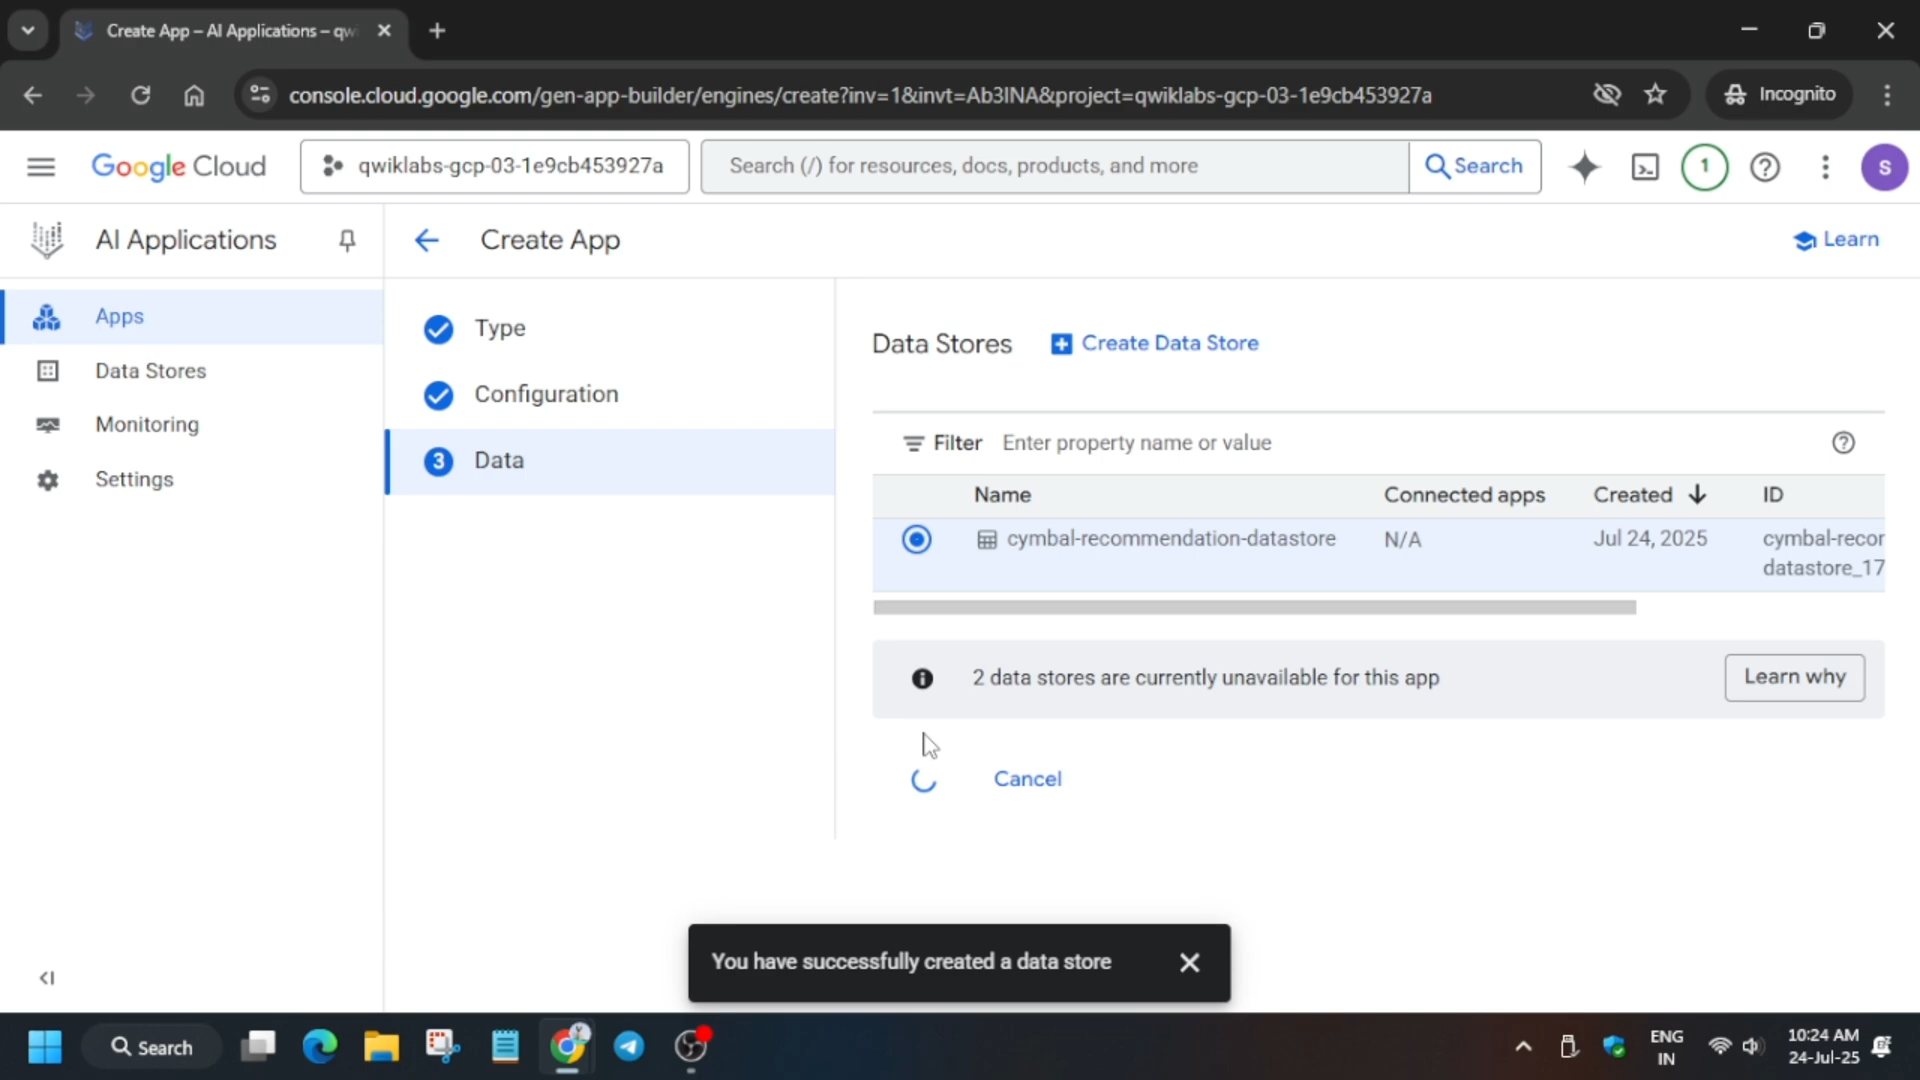 Create App – AI Applications – qwi
console.cloud.google.com/gen-app-builder/engines/create?inv=1&invt=Ab3INA&project=qwiklabs-gcp-03-1e9cb453927a
Incognito
Google Cloud
qwiklabs-gcp-03-1e9cb453927a
Search (/) for resources, docs, products, and more
Search
1
S
AI Applications
Create App
Learn
Apps
Data Stores
Monitoring
Settings
Type
Configuration
3 Data
Data Stores
Create Data Store
Filter Enter property name or value
Name Connected apps Created ID
cymbal-recommendation-datastore N/A Jul 24, 2025 cymbal-recor
datastore_17
2 data stores are currently unavailable for this app
Learn why
Cancel
You have successfully created a data store
Search
ENG
IN
10:24 AM
24-Jul-25